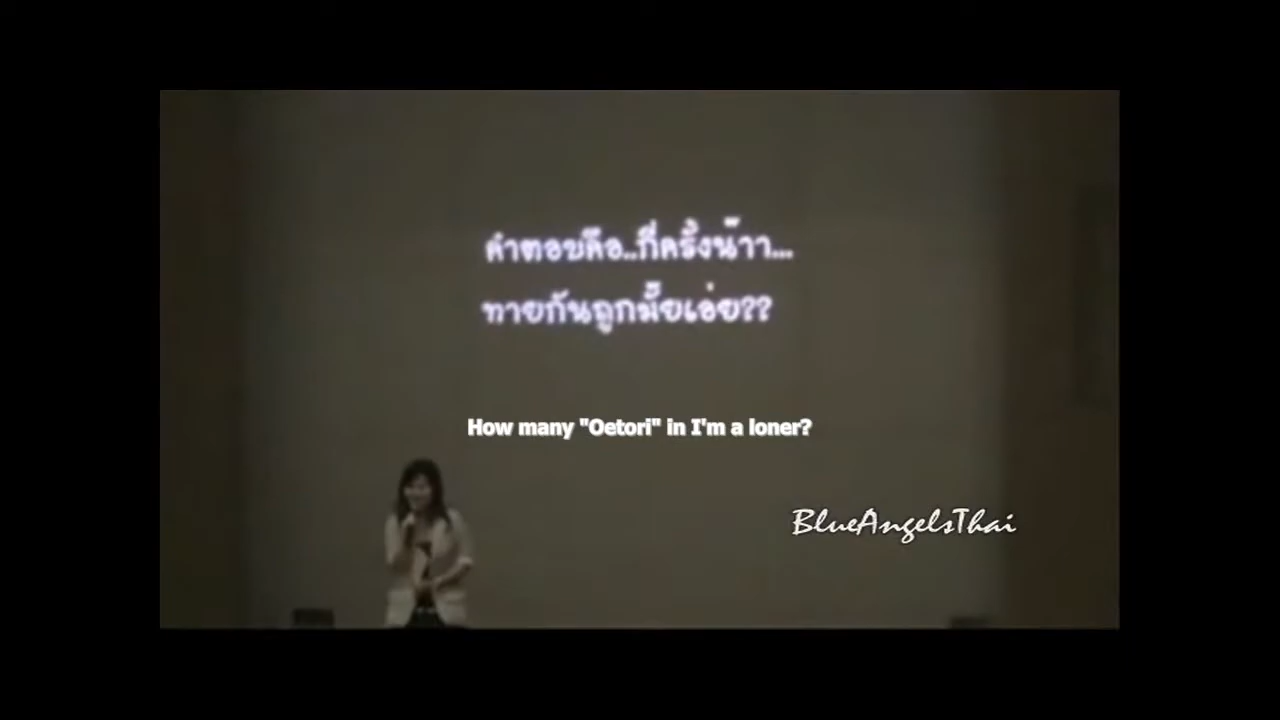 คำตอบคือ..กี่ครั้งน๊าา...
ทายกันถูกมั้ยเอ่ย??
How many "Oetori" in I'm a loner?
BlueAngelsThai